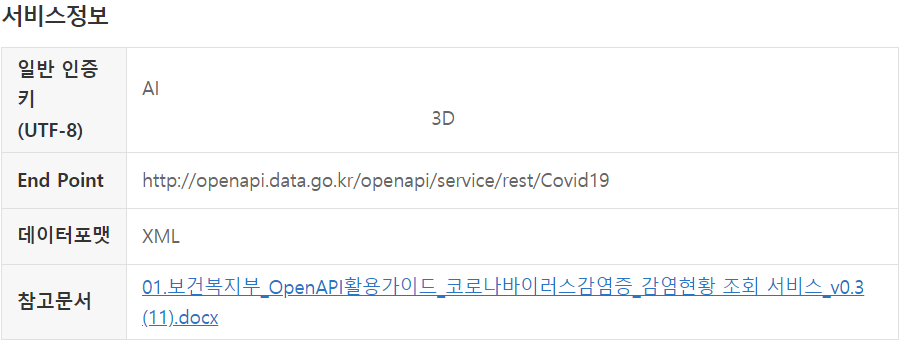 서비스정보
일반 인증
키
(UTF-8)
AI
3D
End Point
http://openapi.data.go.kr/openapi/service/rest/Covid19
데이터포맷
XML
참고문서
01.보건복지부_OpenAPI활용가이드_코로나바이러스감염증_감염현황 조회 서비스_v0.3
(11).docx